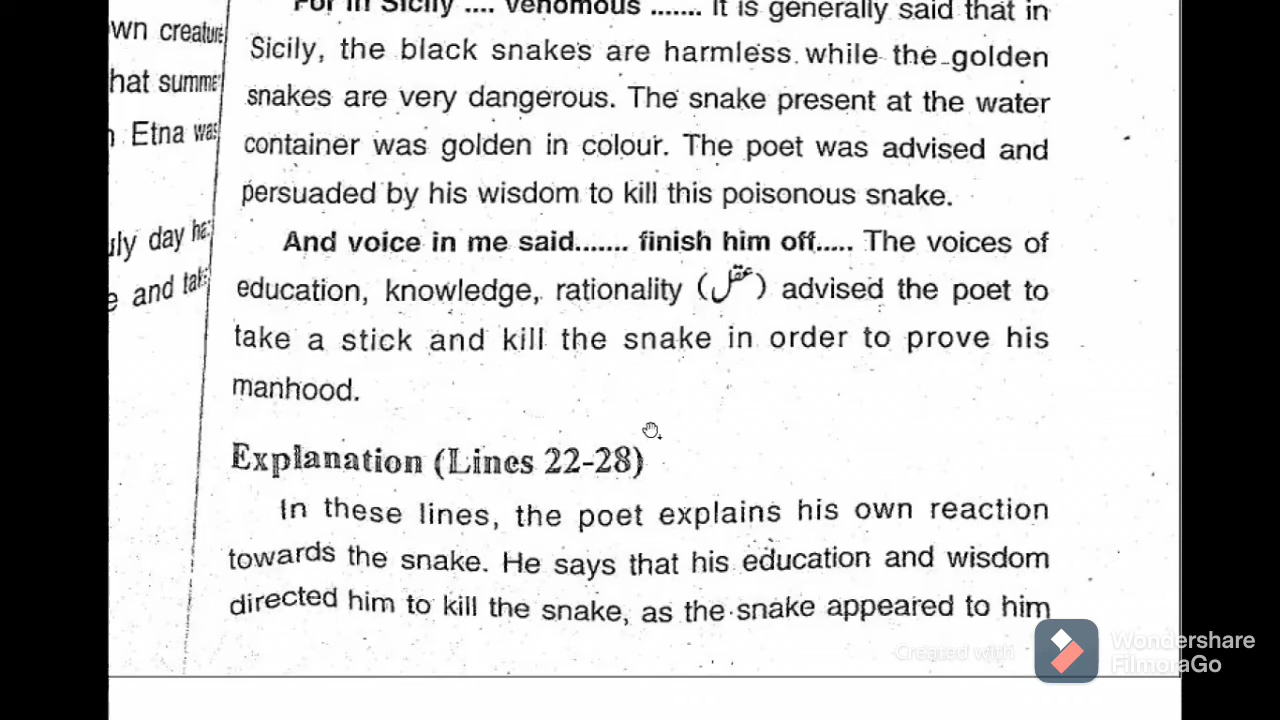 wn creature
hat summe
Etna was
uly day
e and tak
For in Sicily .... venomous ....... It is generally said that in
Sicily, the black snakes are harmless while the golden
snakes are very dangerous. The snake present at the water
container was golden in colour. The poet was advised and
persuaded by his wisdom to kill this poisonous snake.
And voice in me said....... finish him off..... The voices of
education, knowledge, rationality (عقل) advised the poet to
take a stick and kill the snake in order to prove his
manhood.
Explanation (Lines 22-28)
In these lines, the poet explains his own reaction
towards the snake. He says that his education and wisdom
directed him to kill the snake, as the snake appeared to him
Created with
Wondershare
FilmoraGo